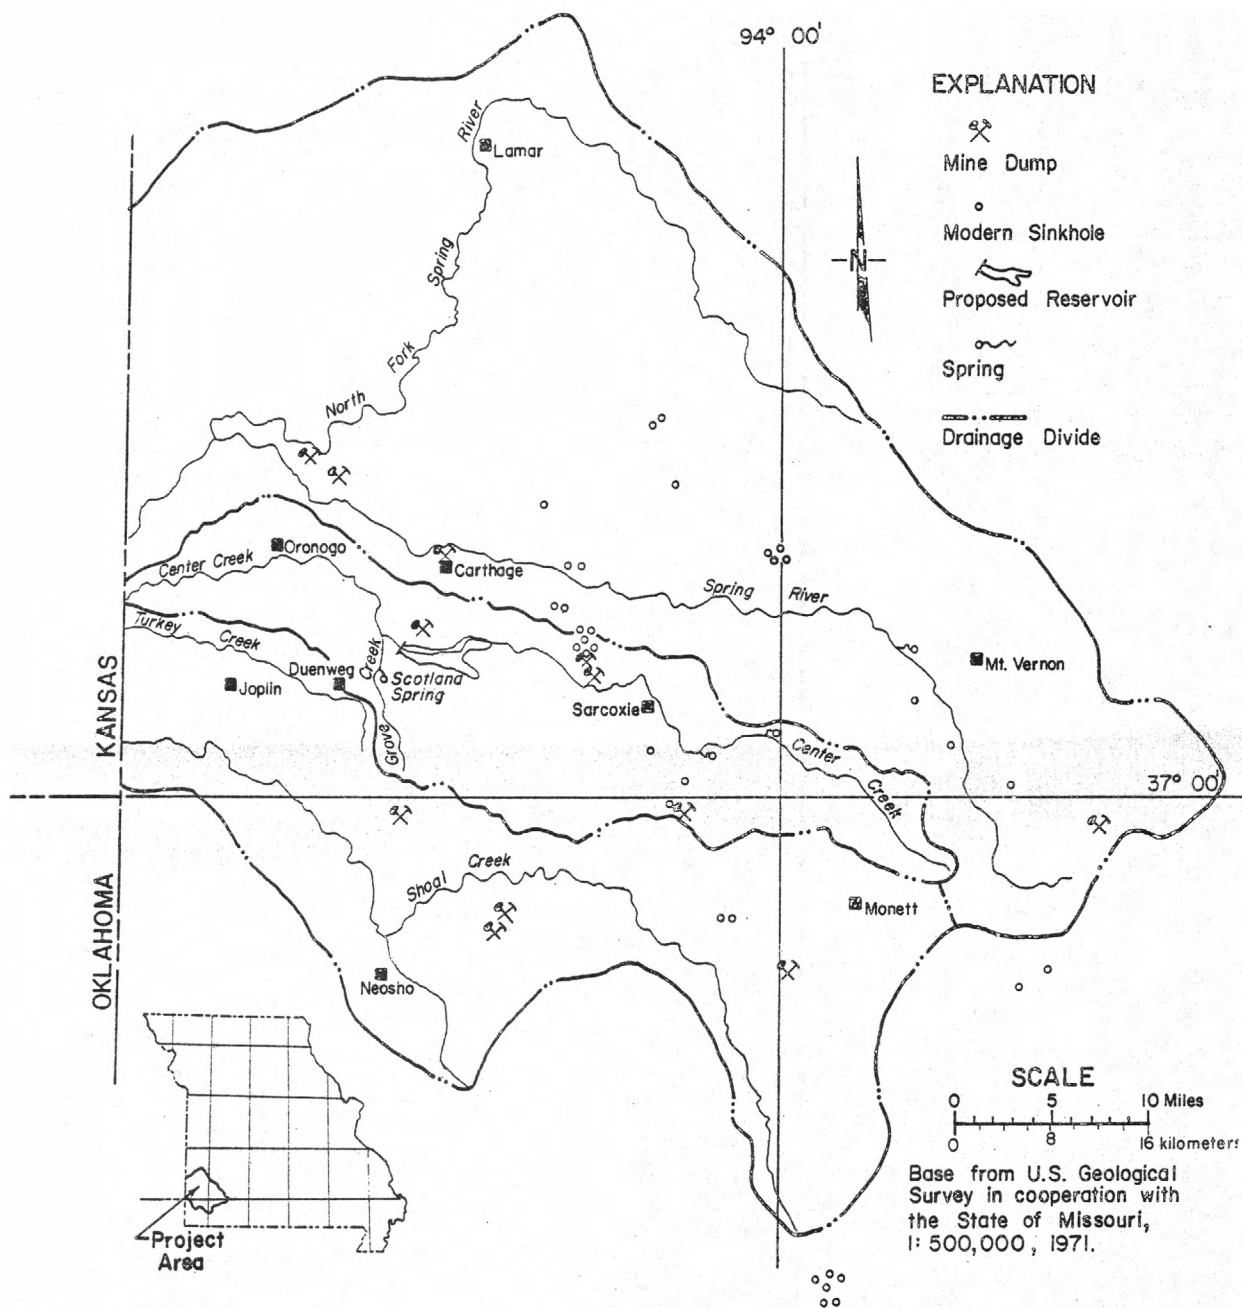 94° 00'
EXPLANATION
Mine Dump
Modern Sinkhole
Proposed Reservoir
Spring
Drainage Divide
N
River
Lamar
Spring
Fork
North
Oronogo
Center Creek
Carthage
Spring River
Turkey Creek
Creek
Duenweg
Scotland
Spring
Joplin
Grove
Sarcoxie
Mt. Vernon
KANSAS
Center
Creek
37° 00'
OKLAHOMA
Shoal Creek
Monett
Neosho
Project
Area
SCALE
0 5 10 Miles
0 8 16 kilometers
Base from U.S. Geological
Survey in cooperation with
the State of Missouri,
1:500,000, 1971.